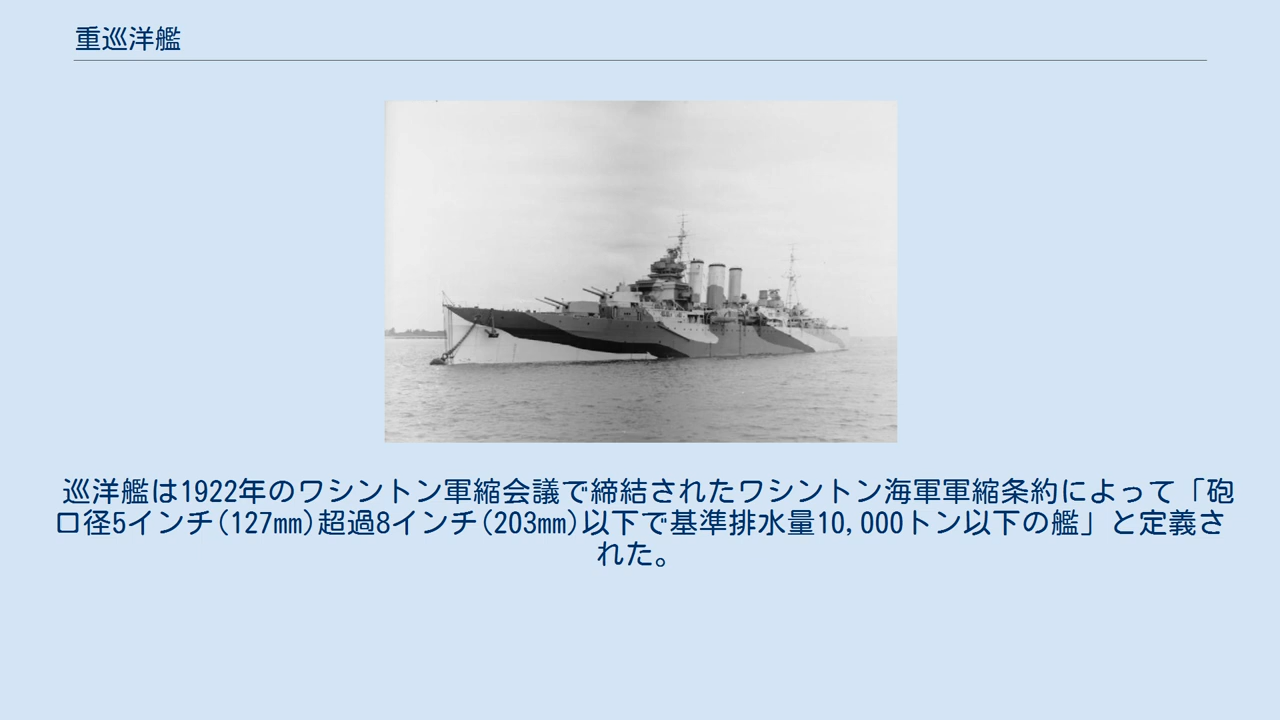 重巡洋艦
巡洋艦は1922年のワシントン軍縮会議で締結されたワシントン海軍軍縮条約によって「砲
口径5インチ(127㎜)超過8インチ(203㎜)以下で基準排水量10,000トン以下の艦」と定義さ
れた。